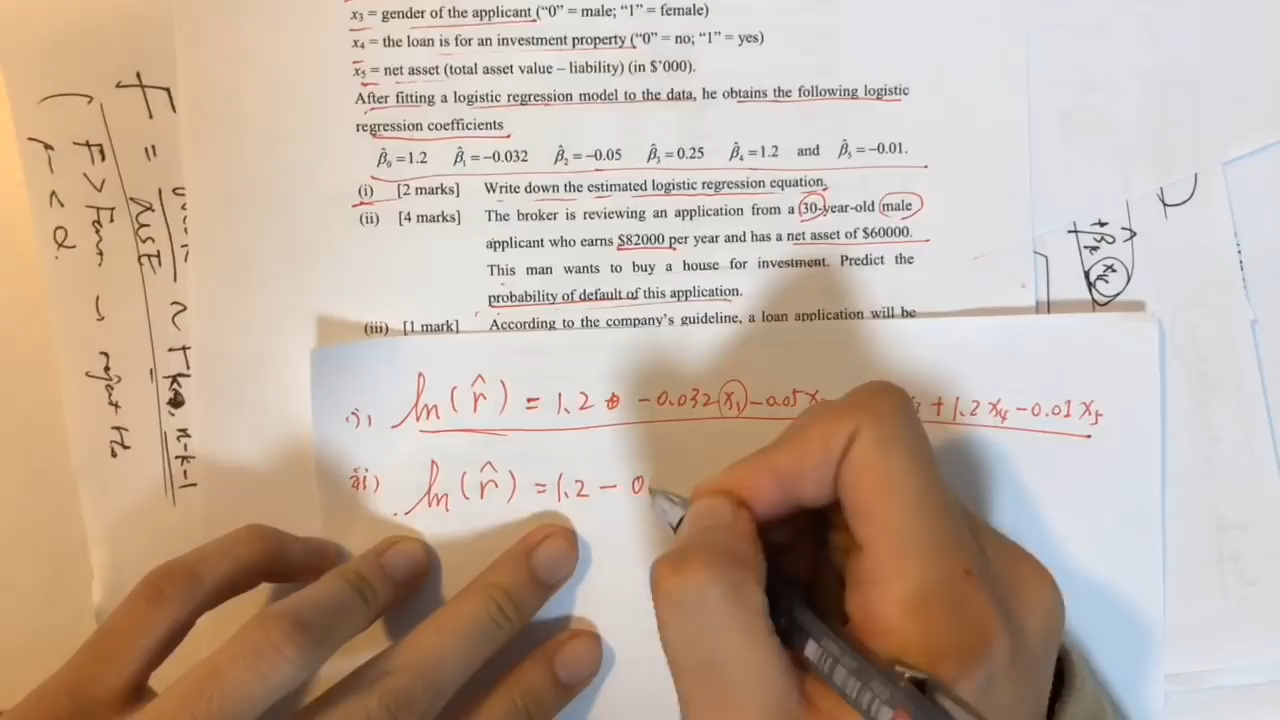 x₃ = gender of the applicant (“0” = male; “1” = female)
x₄ = the loan is for an investment property (“0” = no; “1” = yes)
x₅ = net asset (total asset value – liability) (in $’000).
After fitting a logistic regression model to the data, he obtains the following logistic
regression coefficients
β̂₀ = 1.2 β̂₁ = −0.032 β̂₂ = −0.05 β̂₃ = 0.25 β̂₄ = 1.2 and β̂₅ = −0.01.
(i) [2 marks] Write down the estimated logistic regression equation.
(ii) [4 marks] The broker is reviewing an application from a 30-year-old male
applicant who earns $82000 per year and has a net asset of $60000.
This man wants to buy a house for investment. Predict the
probability of default of this application.
(iii) [1 mark] According to the company’s guideline, a loan application will be
i) ln(r̂) = 1.2 − 0.032 x₁ − 0.05 x + 1.2 x₄ − 0.01 x₅
ii) ln(r̂) = 1.2 − 0.
F = MSE ~ F
n-k-1
F > → reject H₀
p < α.